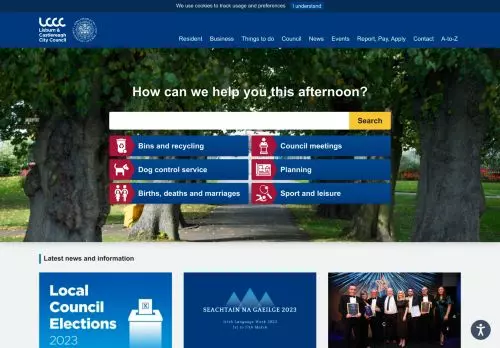 We use cookies to track usage and preferences I understand
LCCC
Lisburn &
Castlereagh
City Council
Resident Business Things to do Council News Events Report, Pay, Apply Contact A-to-Z
How can we help you this afternoon?
Search
Bins and recycling
Council meetings
Dog control service
Planning
Births, deaths and marriages
Sport and leisure
Latest news and information
Local
Council
Elections
2023
SEACHTAIN NA GAEILGE 2023
Irish Language Week 2023
1st to 17th March